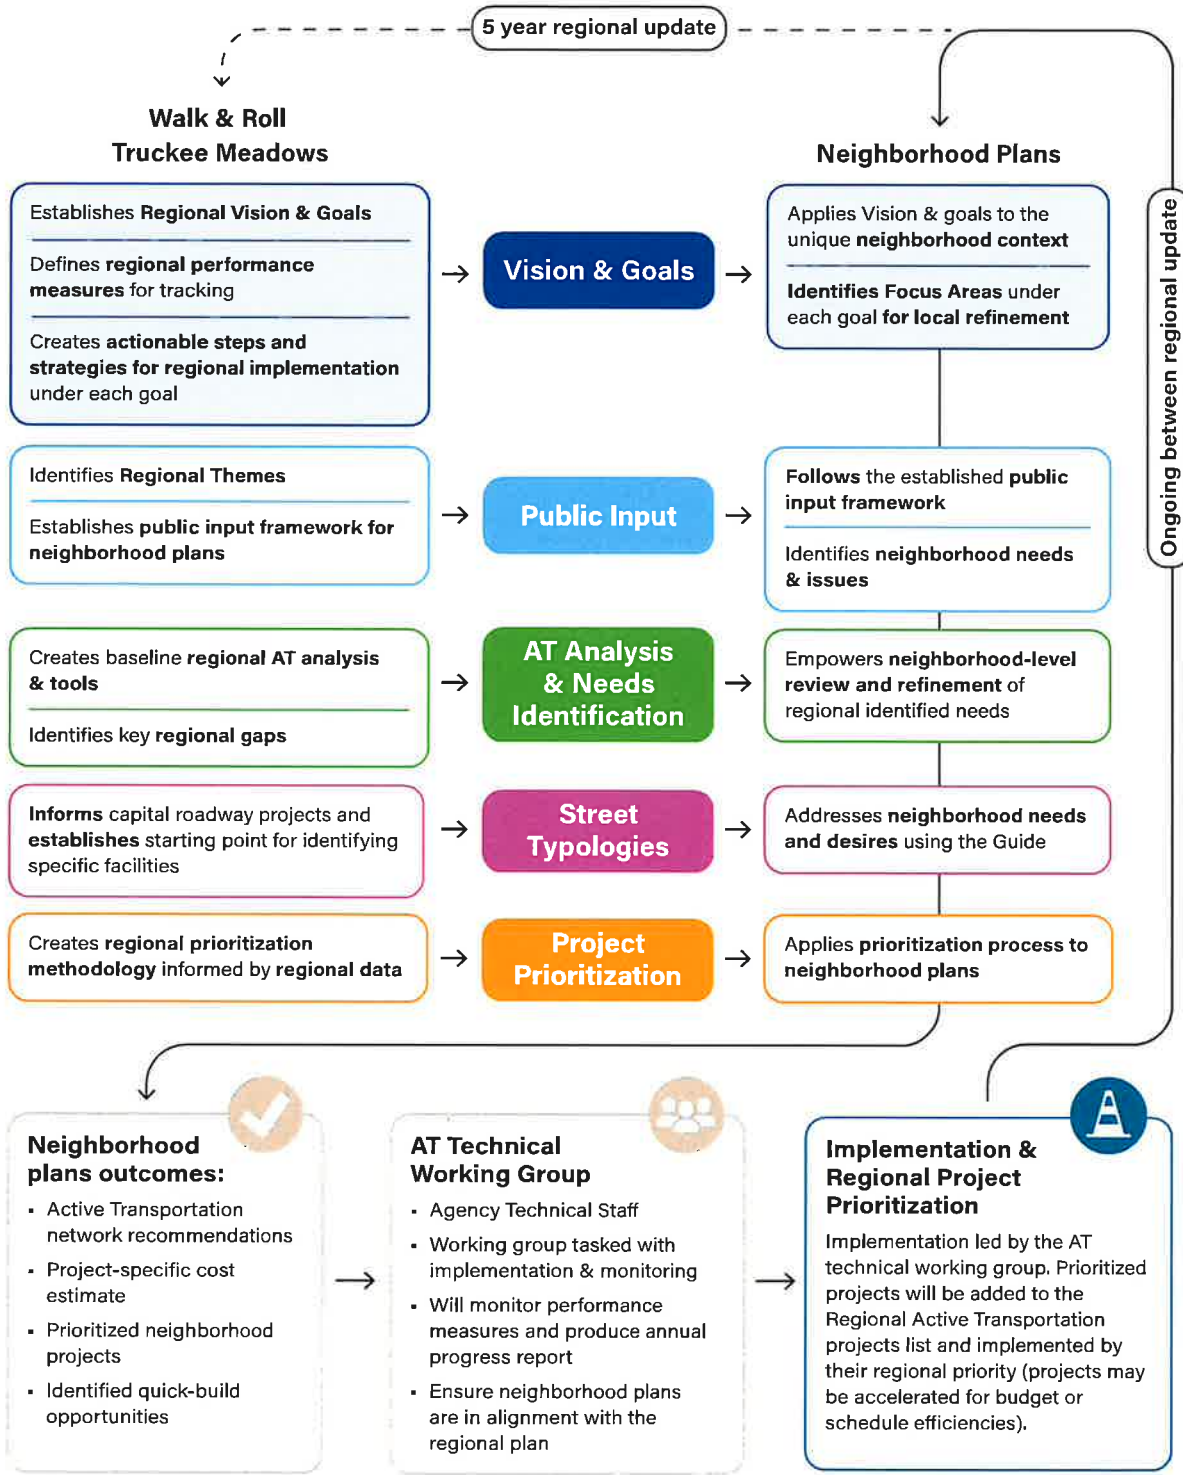 5 year regional update
Walk & Roll
Truckee Meadows
Neighborhood Plans
Establishes Regional Vision & Goals
Defines regional performance
measures for tracking
Creates actionable steps and
strategies for regional implementation
under each goal
Vision & Goals
Applies Vision & goals to the
unique neighborhood context
Identifies Focus Areas under
each goal for local refinement
Ongoing between regional update
Identifies Regional Themes
Establishes public input framework for
neighborhood plans
Public Input
Follows the established public
input framework
Identifies neighborhood needs
& issues
Creates baseline regional AT analysis
& tools
Identifies key regional gaps
AT Analysis
& Needs
Identification
Empowers neighborhood-level
review and refinement of
regional identified needs
Informs capital roadway projects and
establishes starting point for identifying
specific facilities
Street
Typologies
Addresses neighborhood needs
and desires using the Guide
Creates regional prioritization
methodology informed by regional data
Project
Prioritization
Applies prioritization process to
neighborhood plans
Neighborhood
plans outcomes:
▪ Active Transportation
network recommendations
▪ Project-specific cost
estimate
▪ Prioritized neighborhood
projects
▪ Identified quick-build
opportunities
AT Technical
Working Group
▪ Agency Technical Staff
▪ Working group tasked with
implementation & monitoring
▪ Will monitor performance
measures and produce annual
progress report
▪ Ensure neighborhood plans
are in alignment with the
regional plan
Implementation &
Regional Project
Prioritization
Implementation led by the AT
technical working group. Prioritized
projects will be added to the
Regional Active Transportation
projects list and implemented by
their regional priority (projects may
be accelerated for budget or
schedule efficiencies).